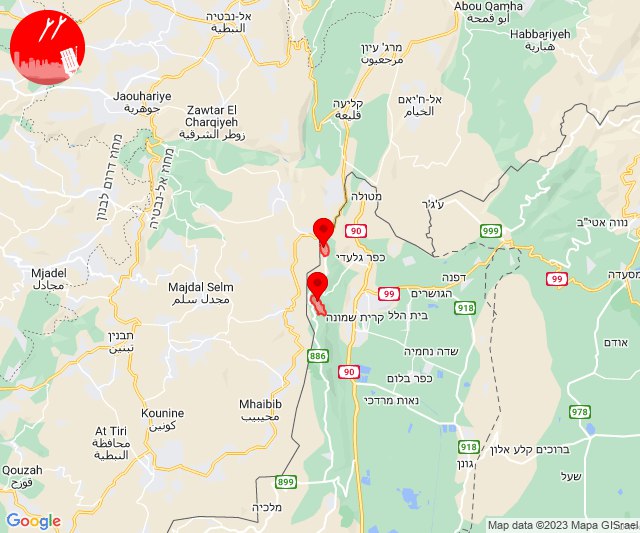 Abou Qamha
أبو قمحة
אל-נבטיה
النبطية
Habbariyeh
هبارية
מרג' עיון
مرجعيون
Jaouhariye
جوهرية
Zawtar El
Charqiyeh
زوطر الشرقية
קליעה
قليعة
אל-ח'יאם
الخيام
מחוז דרום לבנון
מחוז אל-נבטיה
מטולה
ע'ג'ר
נווה אטי"ב
90
999
כפר גלעדי
Mjadel
مجادل
Majdal Selm
مجدل سلم
דפנה
99
מסעדה
99
הגושרים
918
בית הלל
קרית שמונה
תבנין
تبنين
אודם
886
שדה נחמיה
90
כפר בלום
נאות מרדכי
Mhaibib
محيبيب
Kounine
كونين
978
At Tiri
محافظة
النبطية
918
ברוכים קלע אלון
גונן
Qouzah
قوزح
899
שעל
מלכיה
Google
Map data ©2023 Mapa GISrael